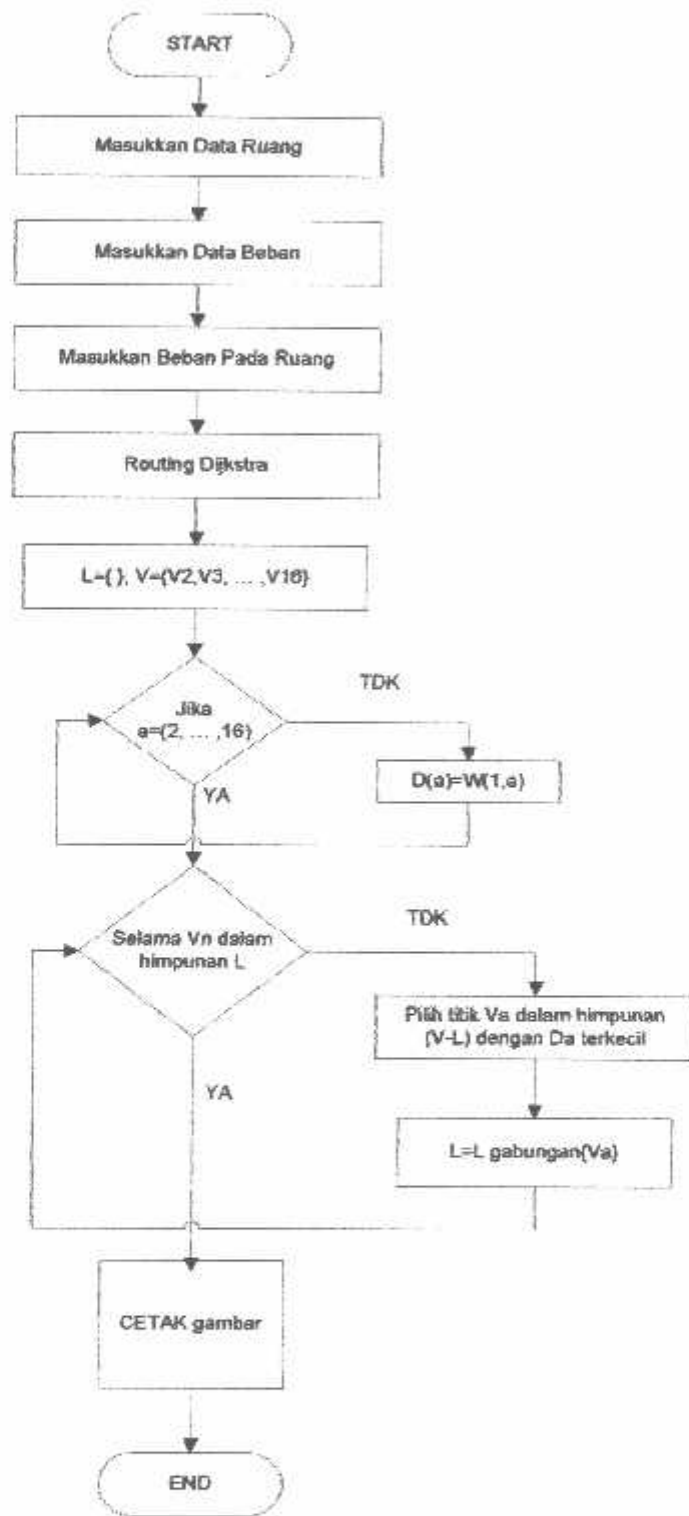 START
Masukkan Data Ruang
Masukkan Data Beban
Masukkan Beban Pada Ruang
Routing Dijkstra
L={ }, V={V2,V3, ... ,V16}
Jika
a={2, ... ,16}
TDK
D(a)=W(1,a)
YA
Selama Vn dalam
himpunan L
TDK
Pilih titik Va dalam himpunan
(V-L) dengan Da terkecil
YA
L=L gabungan{Va}
CETAK gambar
END